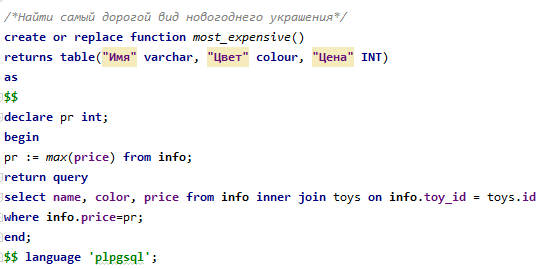 /*Найти самый дорогой вид новогоднего украшения*/
create or replace function most_expensive()
returns table("Имя" varchar, "Цвет" colour, "Цена" INT)
as
$$
declare pr int;
begin
pr := max(price) from info;
return query
select name, color, price from info inner join toys on info.toy_id = toys.id
where info.price=pr;
end;
$$ language 'plpgsql';